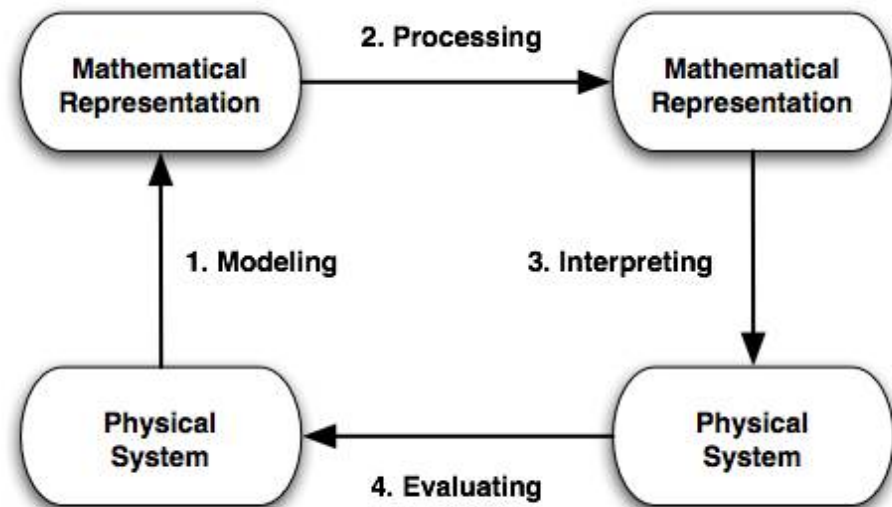 2. Processing
Mathematical
Representation
Mathematical
Representation
1. Modeling
3. Interpreting
Physical
System
Physical
System
4. Evaluating